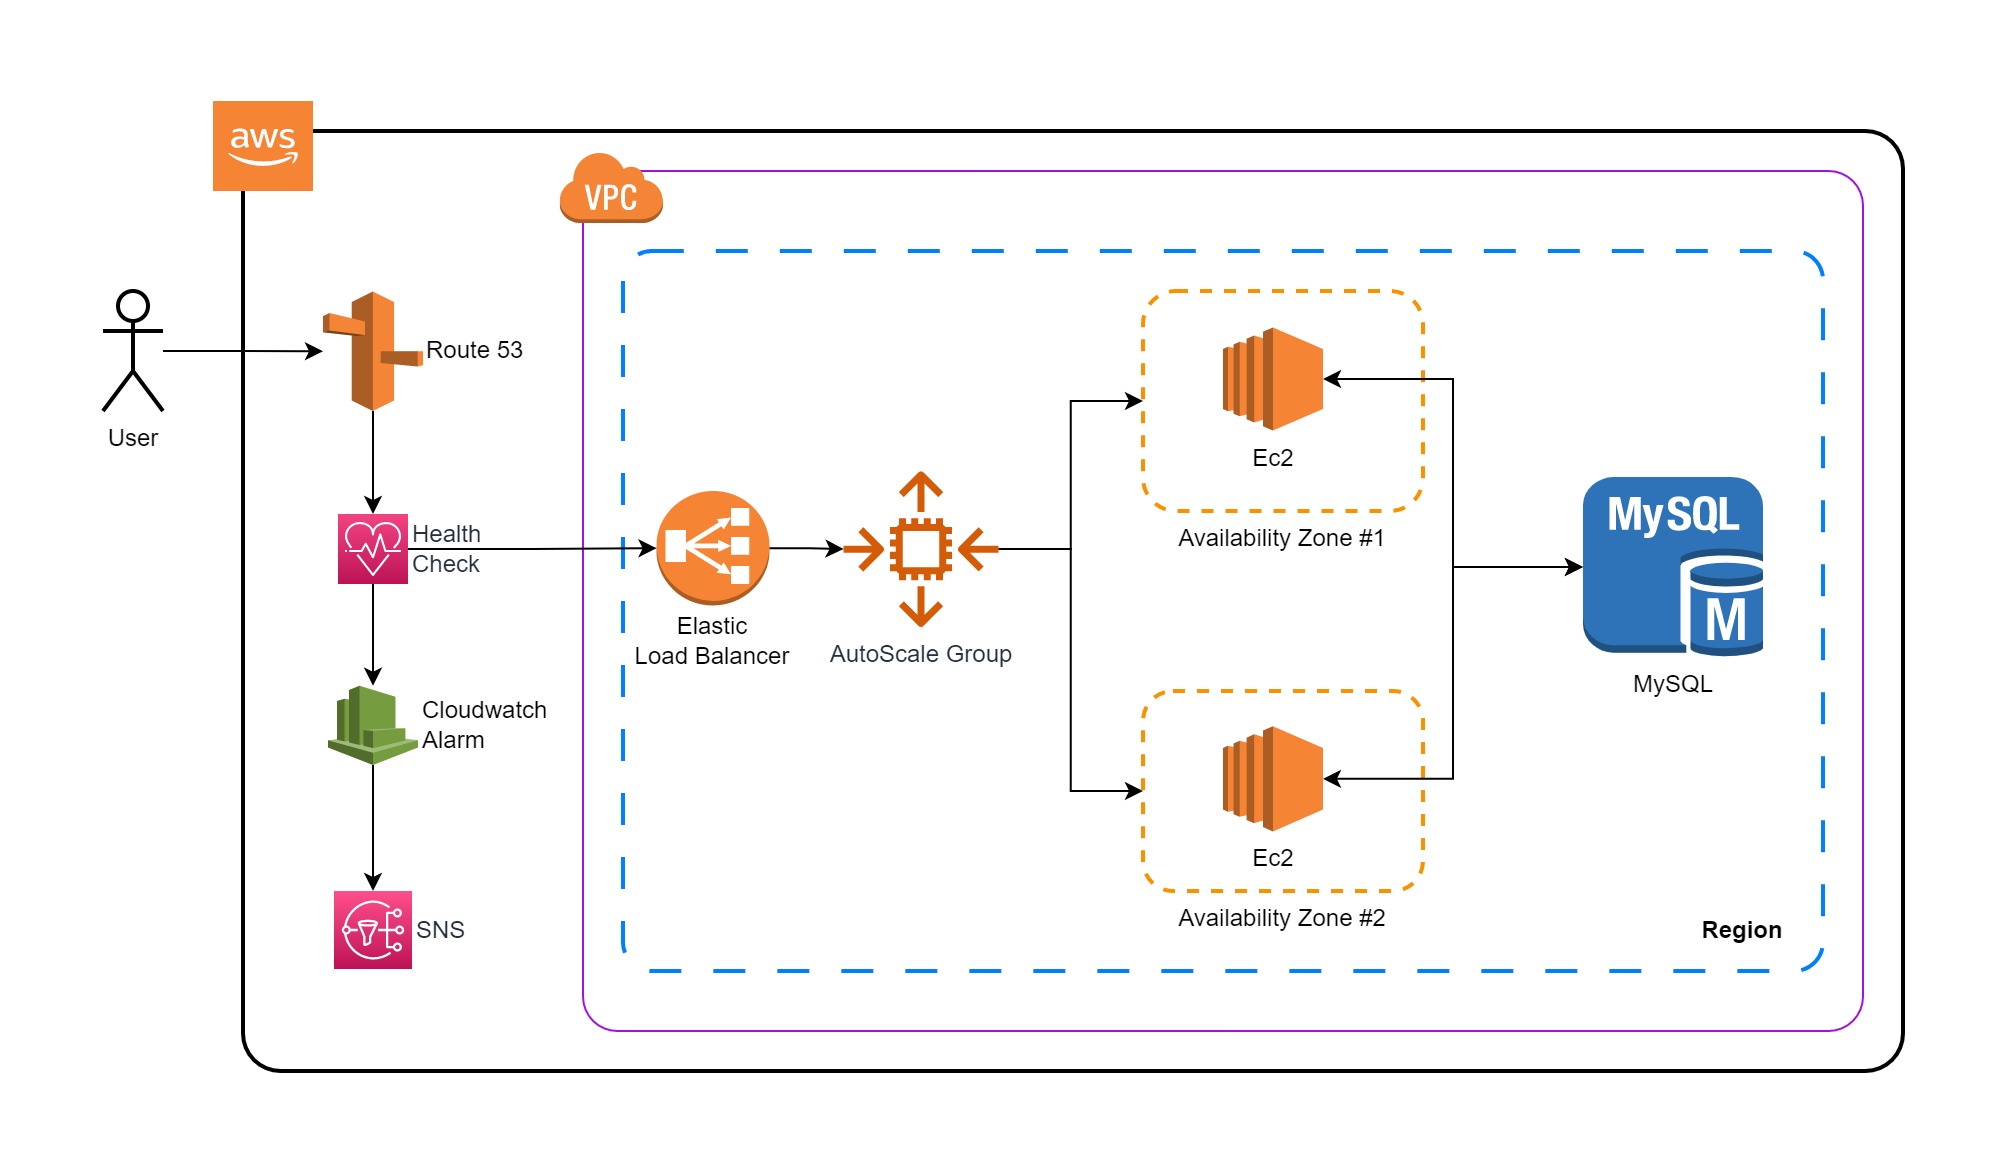 aws
VPC
User
Route 53
Health
Check
Cloudwatch
Alarm
SNS
Elastic
Load Balancer
AutoScale Group
Ec2
Availability Zone #1
Ec2
Availability Zone #2
MySQL
M
MySQL
Region